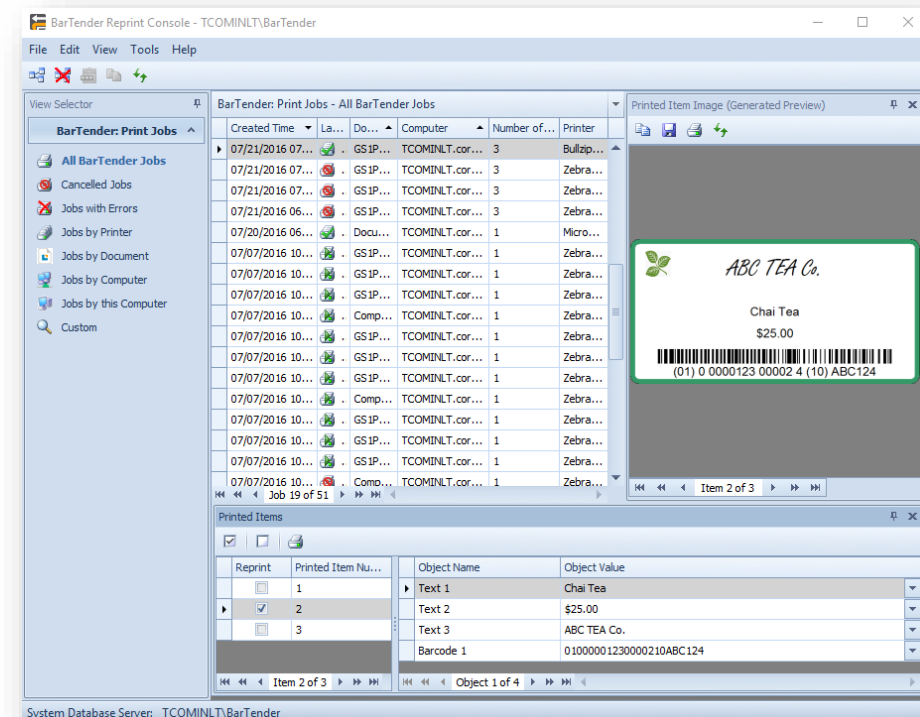 BarTender Reprint Console - TCOMINLT\BarTender
File Edit View Tools Help
View Selector
BarTender: Print Jobs
All BarTender Jobs
Cancelled Jobs
Jobs with Errors
Jobs by Printer
Jobs by Document
Jobs by Computer
Jobs by this Computer
Custom
BarTender: Print Jobs - All BarTender Jobs
Created Time La... Do... Computer Number of... Printer
07/21/2016 07... . GS1P... TCOMINLT.cor... 3 Bullzip...
07/21/2016 07... . GS1P... TCOMINLT.cor... 3 Zebra...
07/21/2016 07... . GS1P... TCOMINLT.cor... 3 Zebra...
07/21/2016 06... . GS1P... TCOMINLT.cor... 3 Zebra...
07/20/2016 06... . Docu... TCOMINLT.cor... 1 Micro...
07/07/2016 10... . GS1P... TCOMINLT.cor... 1 Zebra...
07/07/2016 10... . GS1P... TCOMINLT.cor... 1 Zebra...
07/07/2016 10... . GS1P... TCOMINLT.cor... 1 Zebra...
07/07/2016 10... . Comp... TCOMINLT.cor... 1 Zebra...
07/07/2016 10... . GS1P... TCOMINLT.cor... 1 Zebra...
07/07/2016 10... . GS1P... TCOMINLT.cor... 1 Zebra...
07/07/2016 10... . GS1P... TCOMINLT.cor... 1 Zebra...
07/07/2016 10... . Comp... TCOMINLT.cor... 1 Zebra...
07/07/2016 10... . GS1P... TCOMINLT.cor... 1 Zebra...
07/07/2016 10... . GS1P... TCOMINLT.cor... 1 Zebra...
07/07/2016 10... . GS1P... TCOMINLT.cor... 1 Zebra...
07/07/2016 10... . Comp... TCOMINLT.cor... 1 Zebra...
Job 19 of 51
Printed Item Image (Generated Preview)
ABC TEA Co.
Chai Tea
$25.00
(01) 0 0000123 00002 4 (10) ABC124
Item 2 of 3
Printed Items
Reprint Printed Item Nu...
1
2
3
Item 2 of 3
Object Name Object Value
Text 1 Chai Tea
Text 2 $25.00
Text 3 ABC TEA Co.
Barcode 1 01000001230000210ABC124
Object 1 of 4
System Database Server: TCOMINLT\BarTender